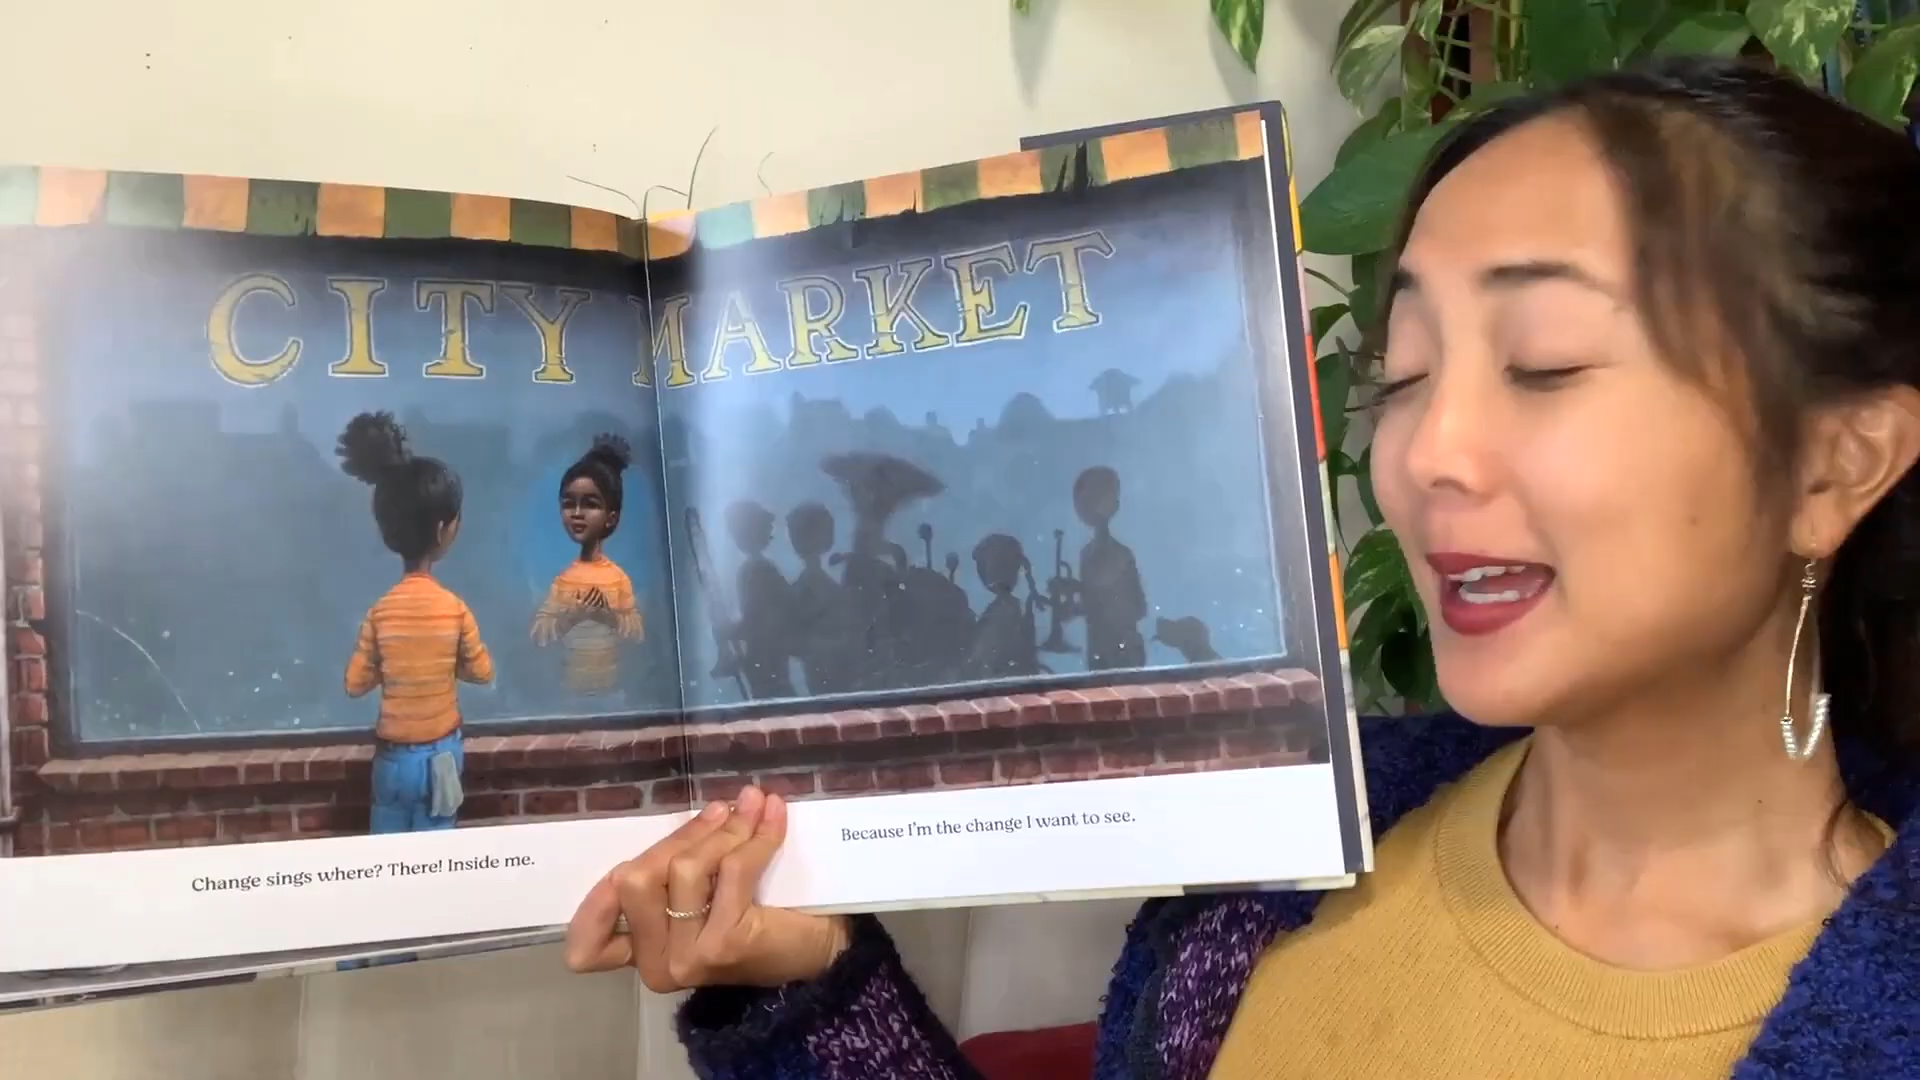 CITY MARKET
Change sings where? There! Inside me.
Because I'm the change I want to see.